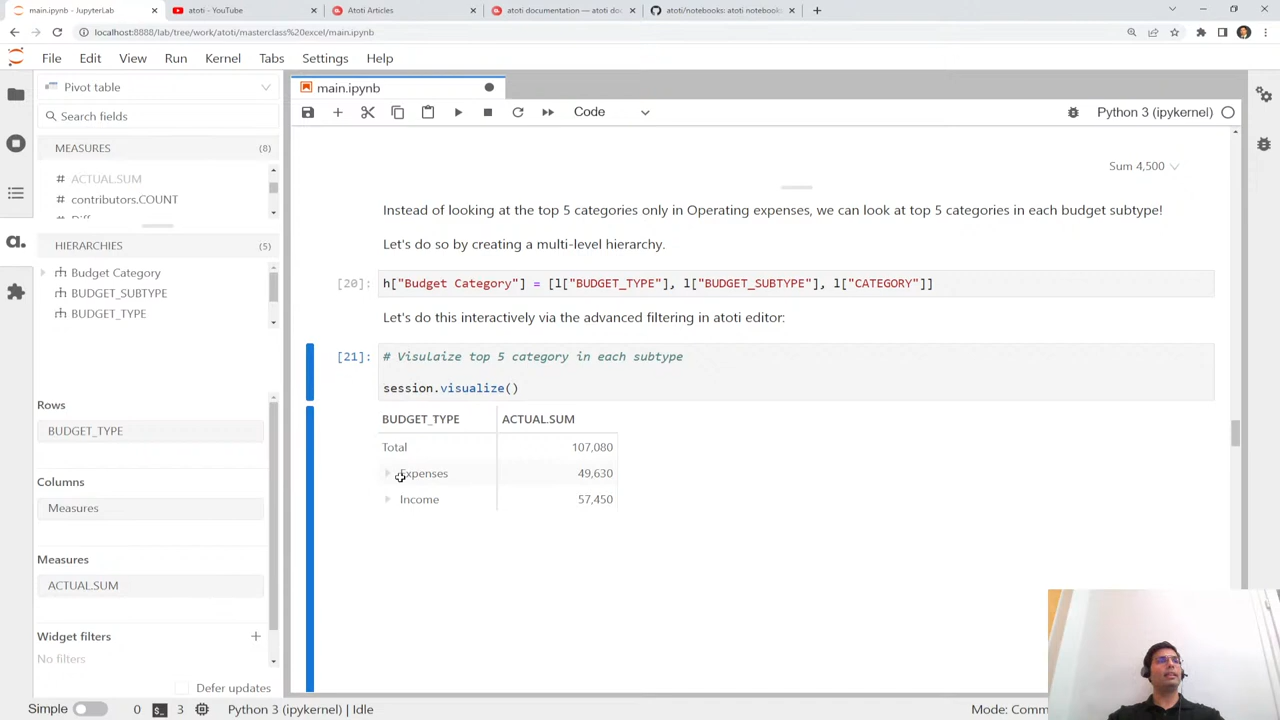 main.ipynb - JupyterLab
atoti - YouTube
Atoti Articles
atoti documentation — atoti doc
atoti/notebooks: atoti notebook
localhost:8888/lab/tree/work/atoti/masterclass%20excel/main.ipynb
File Edit View Run Kernel Tabs Settings Help
Pivot table
main.ipynb
Search fields
Code
Python 3 (ipykernel)
MEASURES (8)
ACTUAL.SUM
contributors.COUNT
Sum 4,500
Instead of looking at the top 5 categories only in Operating expenses, we can look at top 5 categories in each budget subtype!
HIERARCHIES (5)
Let's do so by creating a multi-level hierarchy.
Budget Category
BUDGET_SUBTYPE
BUDGET_TYPE
[20]: h["Budget Category"] = [l["BUDGET_TYPE"], l["BUDGET_SUBTYPE"], l["CATEGORY"]]
Let's do this interactively via the advanced filtering in atoti editor:
[21]: # Visulaize top 5 category in each subtype
session.visualize()
Rows
BUDGET_TYPE
BUDGET_TYPE ACTUAL.SUM
Total 107,080
Expenses 49,630
Income 57,450
Columns
Measures
Measures
ACTUAL.SUM
Widget filters
No filters
Defer updates
Simple 0 3 Python 3 (ipykernel) | Idle
Mode: Comm